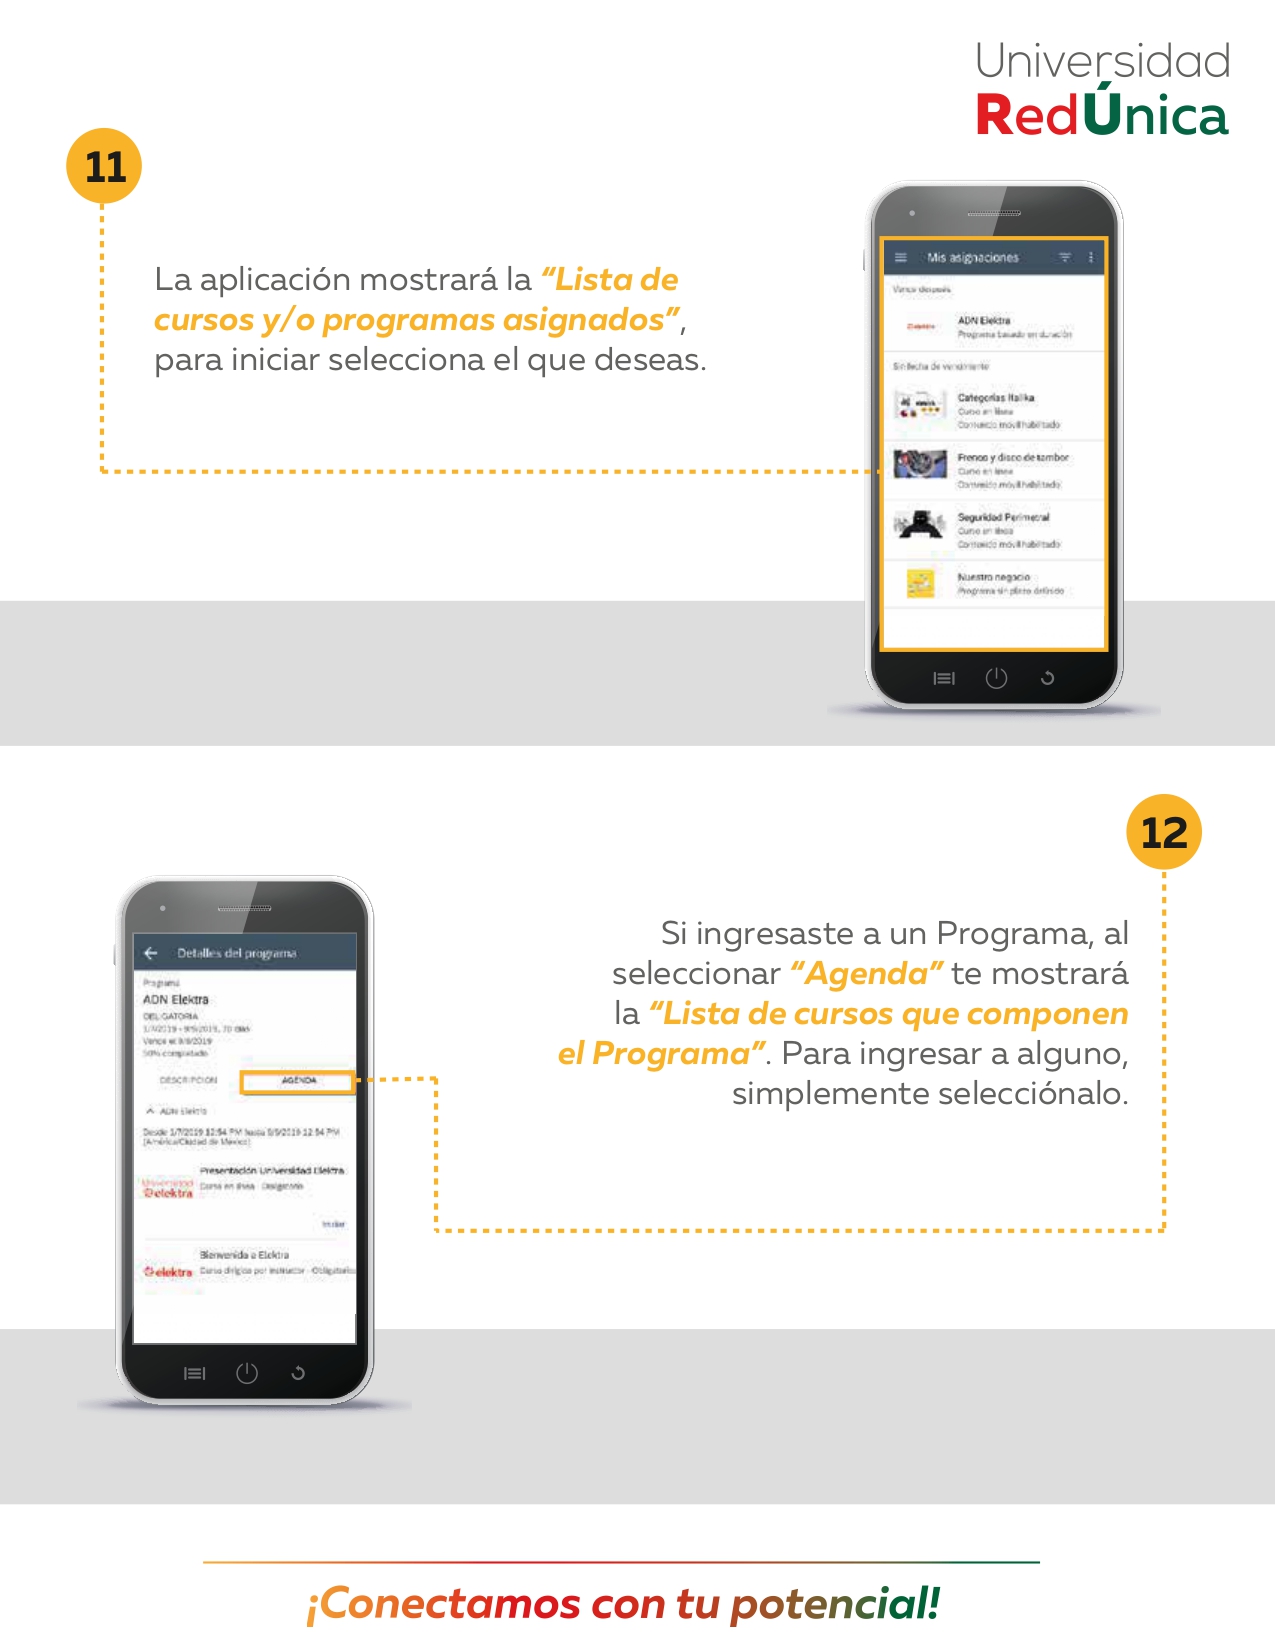 Universidad
RedÚnica
11
La aplicación mostrará la “Lista de
cursos y/o programas asignados”,
para iniciar selecciona el que deseas.
Mis asignaciones
Vence después
ADN Elektra
Programa basado en duración
Sin fecha de vencimiento
Categorías Italika
Curso en línea
Contenido móvil habilitado
Frenos y disco de tambor
Curso en línea
Contenido móvil habilitado
Seguridad Perimetral
Curso en línea
Contenido móvil habilitado
Nuestro negocio
Programa sin plazo definido
12
Si ingresaste a un Programa, al
seleccionar “Agenda” te mostrará
la “Lista de cursos que componen
el Programa”. Para ingresar a alguno,
simplemente selecciónalo.
Detalles del programa
Programa
ADN Elektra
OBLIGATORIA
1/7/2019 - 9/9/2019, 70 días
Vence el 9/9/2019
50% completado
DESCRIPCIÓN AGENDA
ADN Elektra
Desde 1/7/2019 12:54 PM hasta 9/9/2019 12:54 PM
(América/Ciudad de México)
Presentación Universidad Elektra
Universidad
elektra
Curso en línea - Obligatorio
Iniciar
Bienvenida a Elektra
elektra
Curso dirigido por instructor - Obligatorio
¡Conectamos con tu potencial!